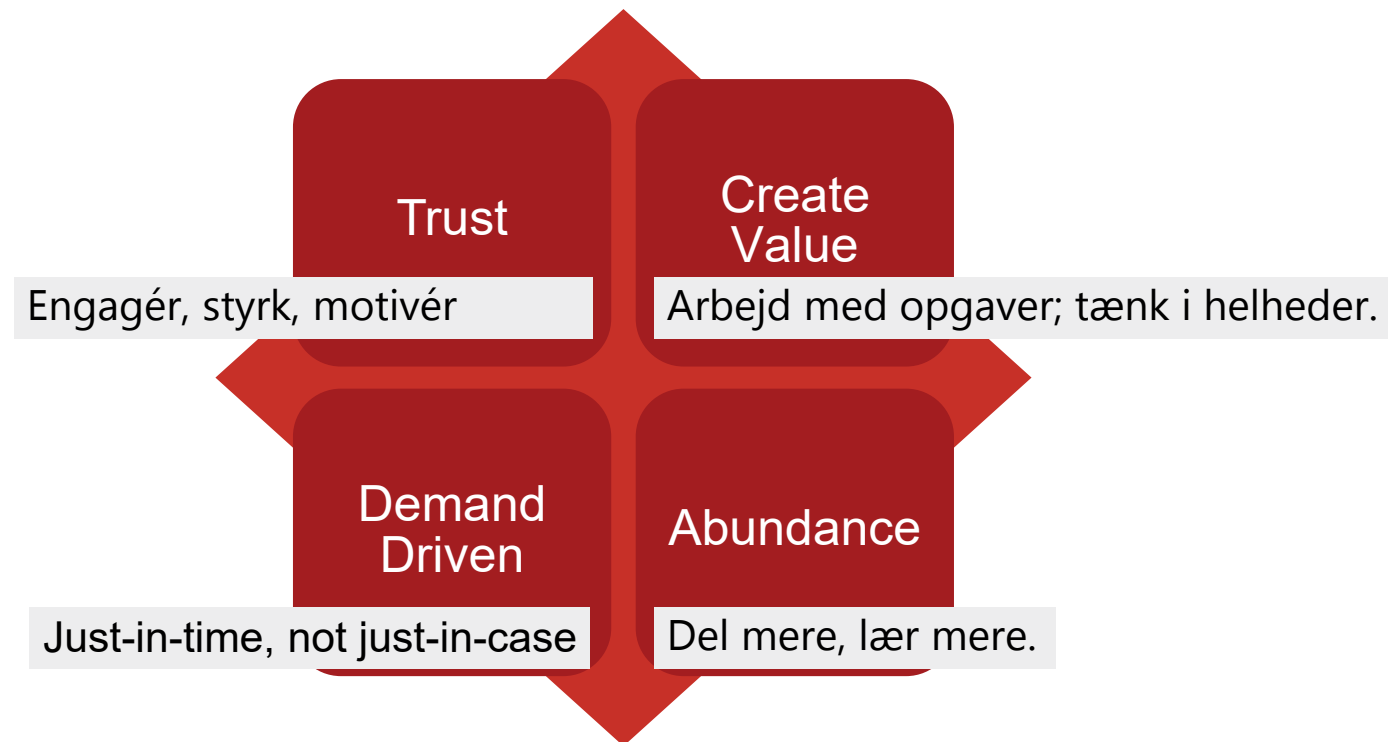 Trust
Create
Value
Engagér, styrk, motivér
Arbejd med opgaver; tænk i helheder.
Demand
Driven
Abundance
Just-in-time, not just-in-case
Del mere, lær mere.